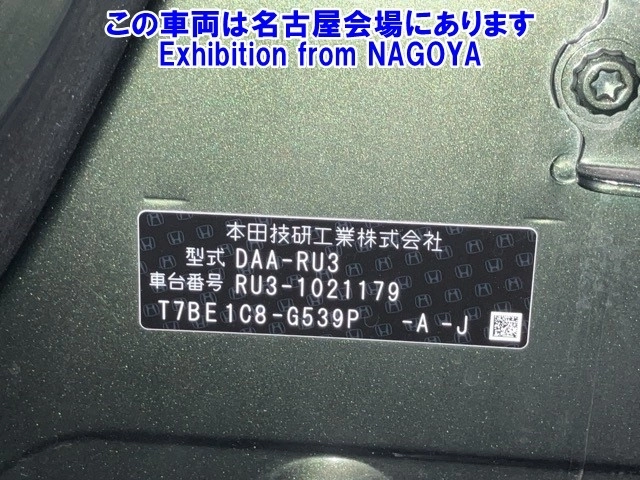 この車両は名古屋会場にあります
Exhibition from NAGOYA
本田技研工業株式会社
型式 DAA-RU3
車台番号 RU3-1021179
T7BE1C8-G539P -A -J